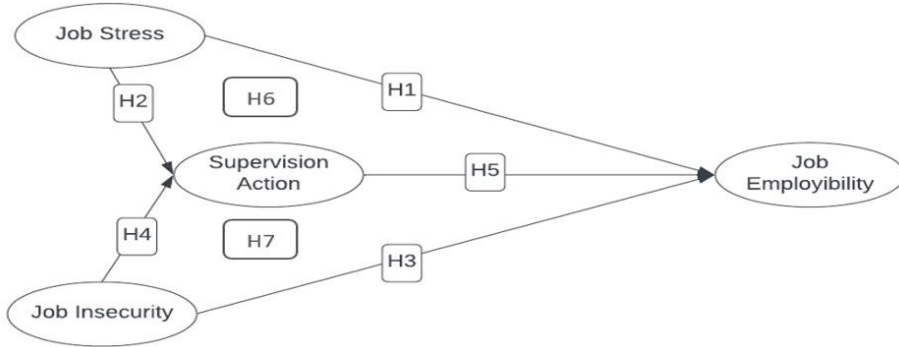 Job Stress
H2
H6
H1
Supervision
Action
H5
Job
Employibility
H4
H7
H3
Job Insecurity